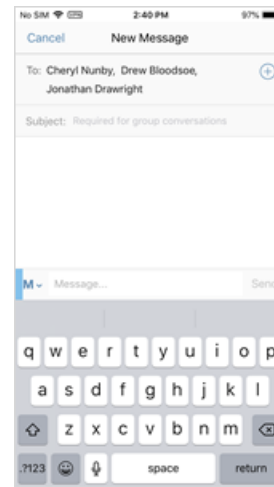 No SIM 2:40 PM 97%
Cancel New Message
To: Cheryl Nunby, Drew Bloodsoe,
Jonathan Drawright
Subject: Required for group conversations
M Message... Send
q w e r t y u i o p
a s d f g h j k l
z x c v b n m
.?123 space return